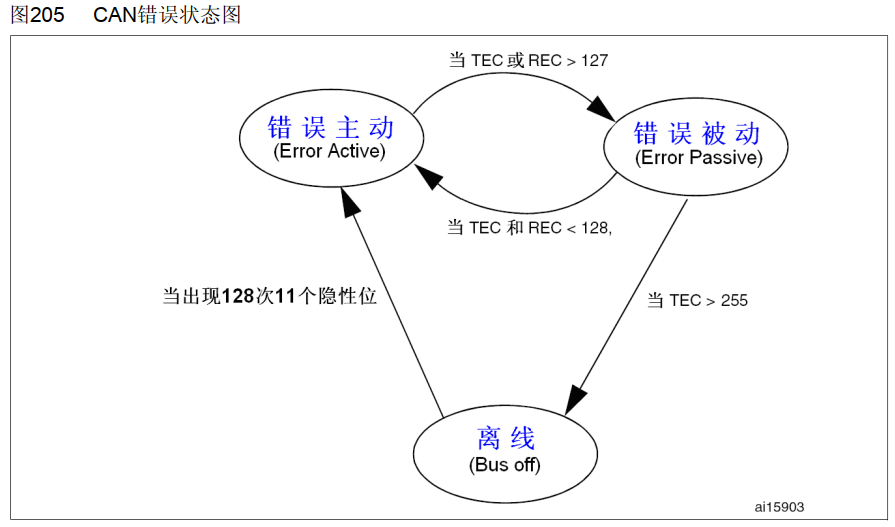 图205 CAN错误状态图
当 TEC 或 REC > 127
错 误 主 动
(Error Active)
错 误 被 动
(Error Passive)
当 TEC 和 REC < 128,
当出现128次11个隐性位
当 TEC > 255
离 线
(Bus off)
ai15903